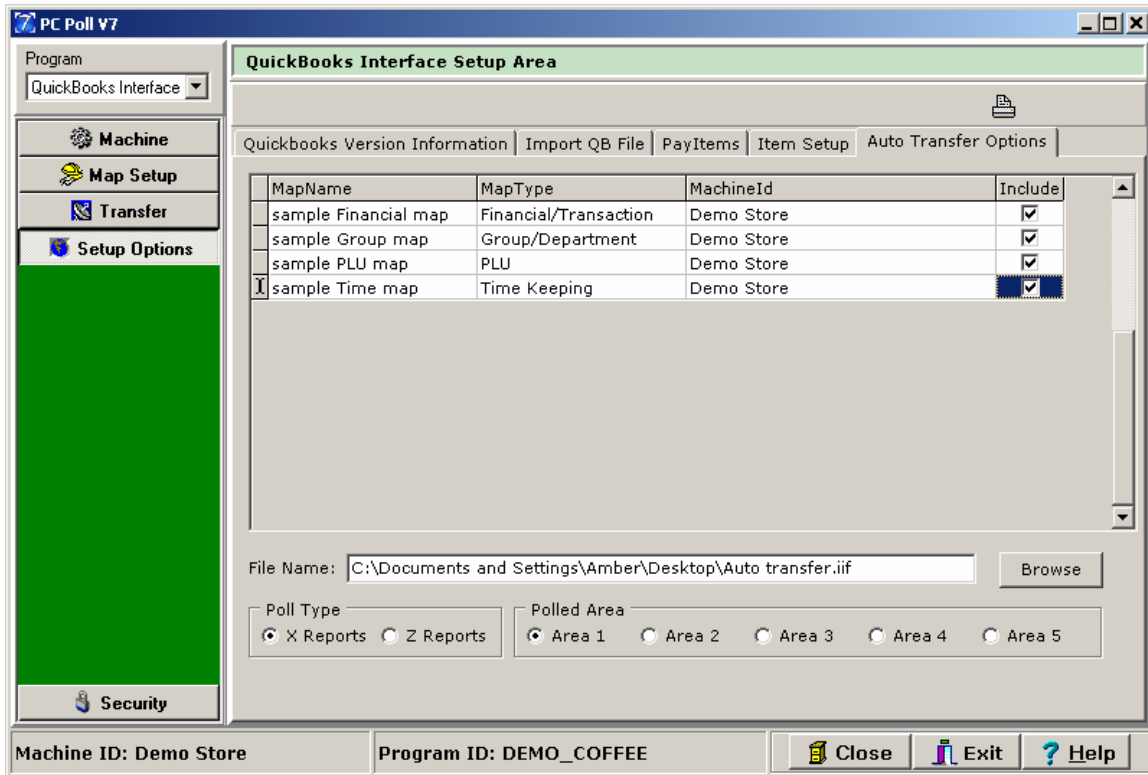 PC Poll V7
Program
QuickBooks Interface
Machine
Map Setup
Transfer
Setup Options
Security
QuickBooks Interface Setup Area
Quickbooks Version Information Import QB File PayItems Item Setup Auto Transfer Options
MapName MapType MachineId Include
sample Financial map Financial/Transaction Demo Store
sample Group map Group/Department Demo Store
sample PLU map PLU Demo Store
sample Time map Time Keeping Demo Store
File Name: C:\Documents and Settings\Amber\Desktop\Auto transfer.iif Browse
Poll Type Polled Area
X Reports Z Reports Area 1 Area 2 Area 3 Area 4 Area 5
Machine ID: Demo Store Program ID: DEMO_COFFEE Close Exit Help